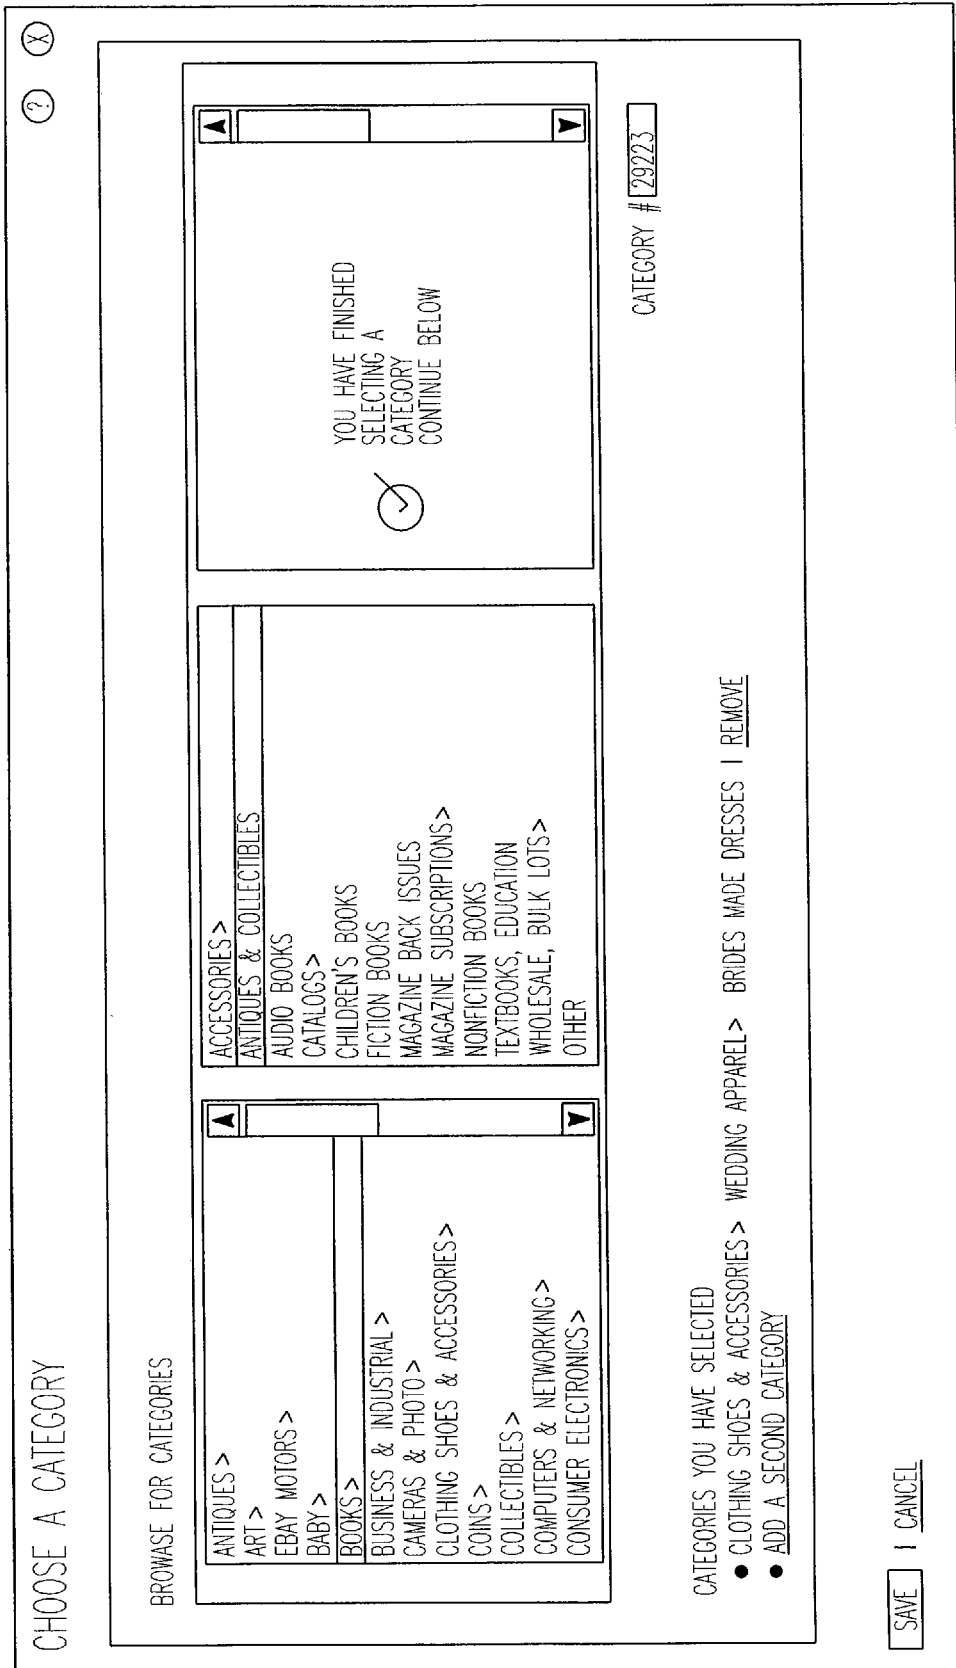 CHOOSE A CATEGORY
? X
BROWASE FOR CATEGORIES
ANTIQUES >
ART >
EBAY MOTORS >
BABY >
BOOKS >
BUSINESS & INDUSTRIAL >
CAMERAS & PHOTO >
CLOTHING SHOES & ACCESSORIES >
COINS >
COLLECTIBLES >
COMPUTERS & NETWORKING >
CONSUMER ELECTRONICS >
ACCESSORIES >
ANTIQUES & COLLECTIBLES
AUDIO BOOKS
CATALOGS >
CHILDREN'S BOOKS
FICTION BOOKS
MAGAZINE BACK ISSUES
MAGAZINE SUBSCRIPTIONS >
NONFICTION BOOKS
TEXTBOOKS, EDUCATION
WHOLESALE, BULK LOTS >
OTHER
YOU HAVE FINISHED
SELECTING A
CATEGORY
CONTINUE BELOW
CATEGORY # 29223
CATEGORIES YOU HAVE SELECTED
● CLOTHING SHOES & ACCESSORIES > WEDDING APPAREL > BRIDES MADE DRESSES | REMOVE
● ADD A SECOND CATEGORY
SAVE | CANCEL